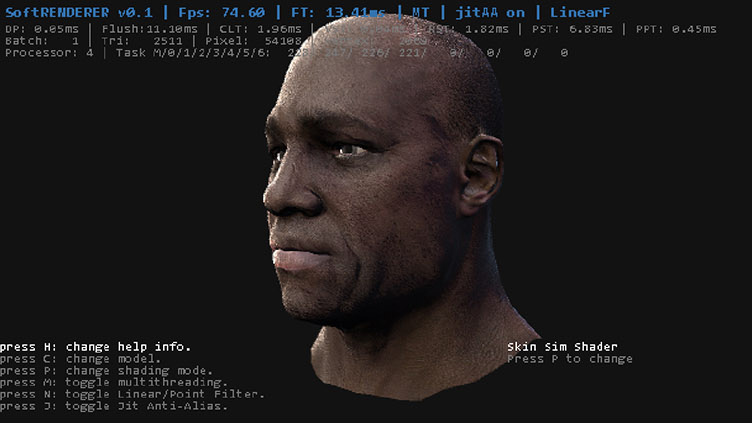 SoftRENDERER v0.1 | Fps: 74.60 | FT: 13.41ms | MT | jitAA on | LinearF
DP: 0.05ms | Flush:11.10ms | CLT: 1.96ms | RST: 1.82ms | PST: 6.83ms | PPT: 0.45ms
Batch: 1 | Tri: 2511 | Pixel: 54108
Processor: 4 | Task M/0/1/2/3/4/5/6: 226/ 221/ 0/ 0/ 0/ 0
press H: change help info.
press C: change model.
press P: change shading mode.
press M: toggle multithreading.
press N: toggle Linear/Point Filter.
press J: toggle Jit Anti-Alias.
Skin Sim Shader
Press P to change